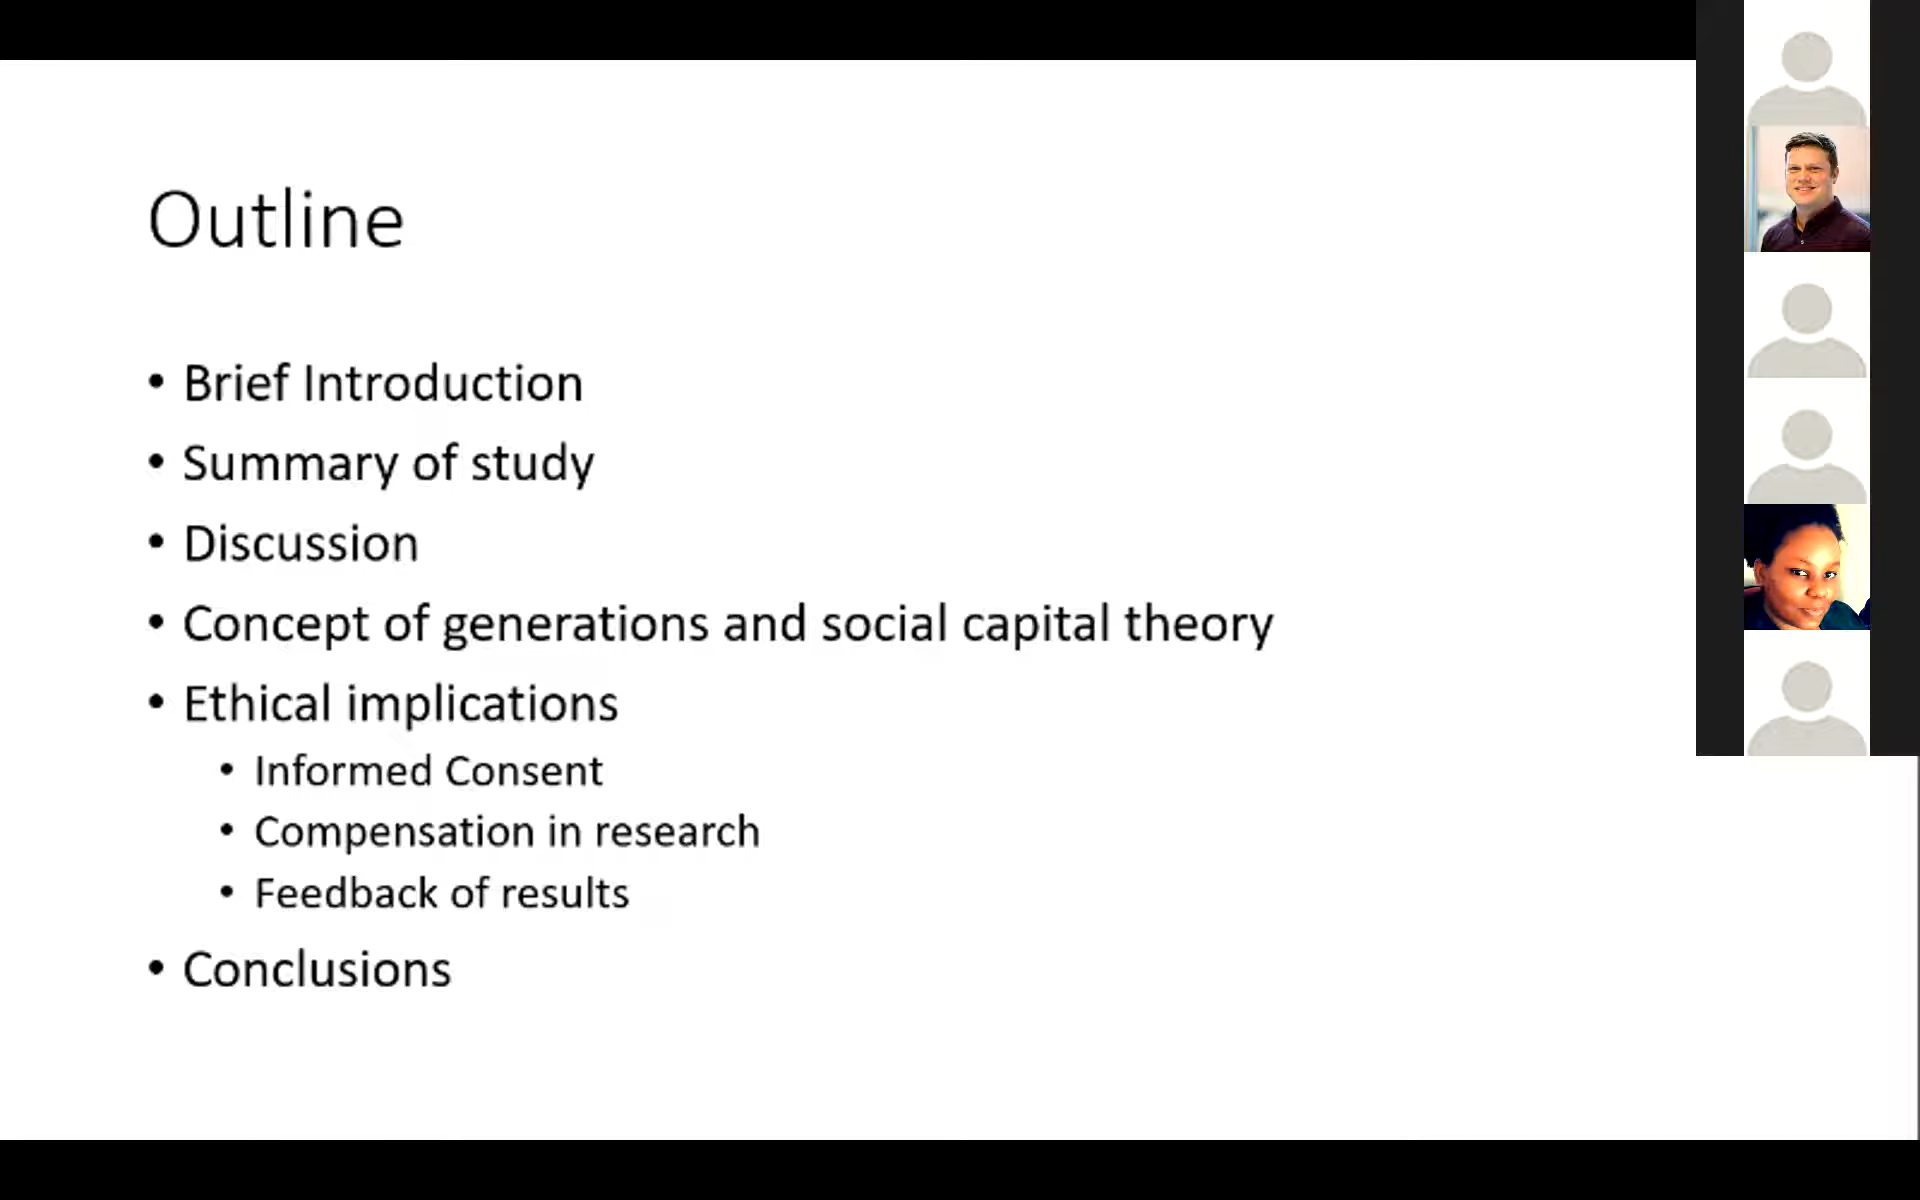 Outline
• Brief Introduction
• Summary of study
• Discussion
• Concept of generations and social capital theory
• Ethical implications
• Informed Consent
• Compensation in research
• Feedback of results
• Conclusions